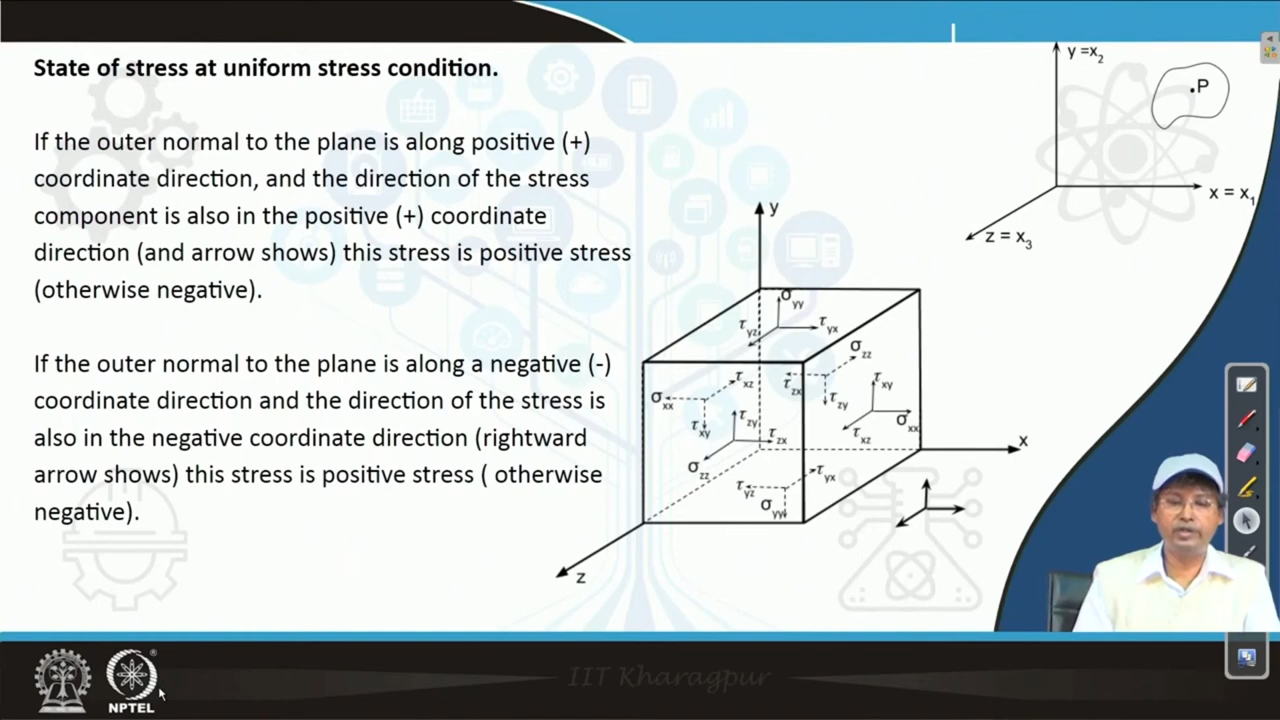 State of stress at uniform stress condition.
If the outer normal to the plane is along positive (+)
coordinate direction, and the direction of the stress
component is also in the positive (+) coordinate
direction (and arrow shows) this stress is positive stress
(otherwise negative).
If the outer normal to the plane is along a negative (-)
coordinate direction and the direction of the stress is
also in the negative coordinate direction (rightward
arrow shows) this stress is positive stress ( otherwise
negative).
y =x₂
P
x = x₁
z = x₃
y
σyy
τyz
τyx
σzz
τxz
τzx
τxy
σxx
τzy
τxy
τzy
σxx
τzx
τxz
x
σzz
τyx
τyz
σyy
z
IIT Kharagpur
®
NPTEL